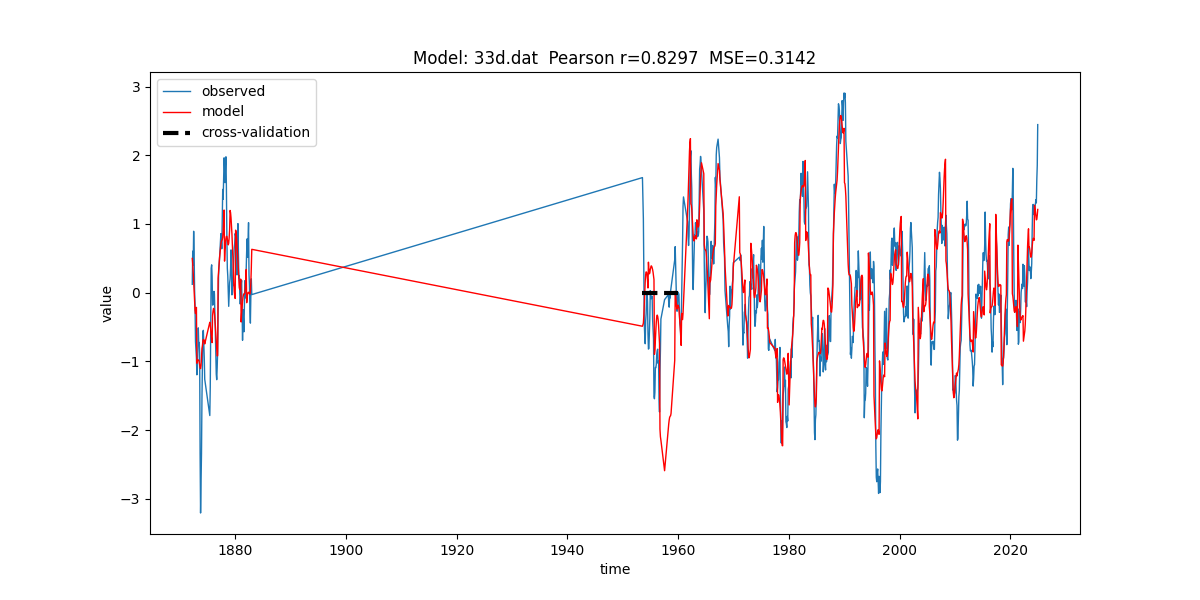 Model: 33d.dat  Pearson r=0.8297  MSE=0.3142
observed
model
cross-validation
3
2
1
0
−1
−2
−3
value
1880 1900 1920 1940 1960 1980 2000 2020
time